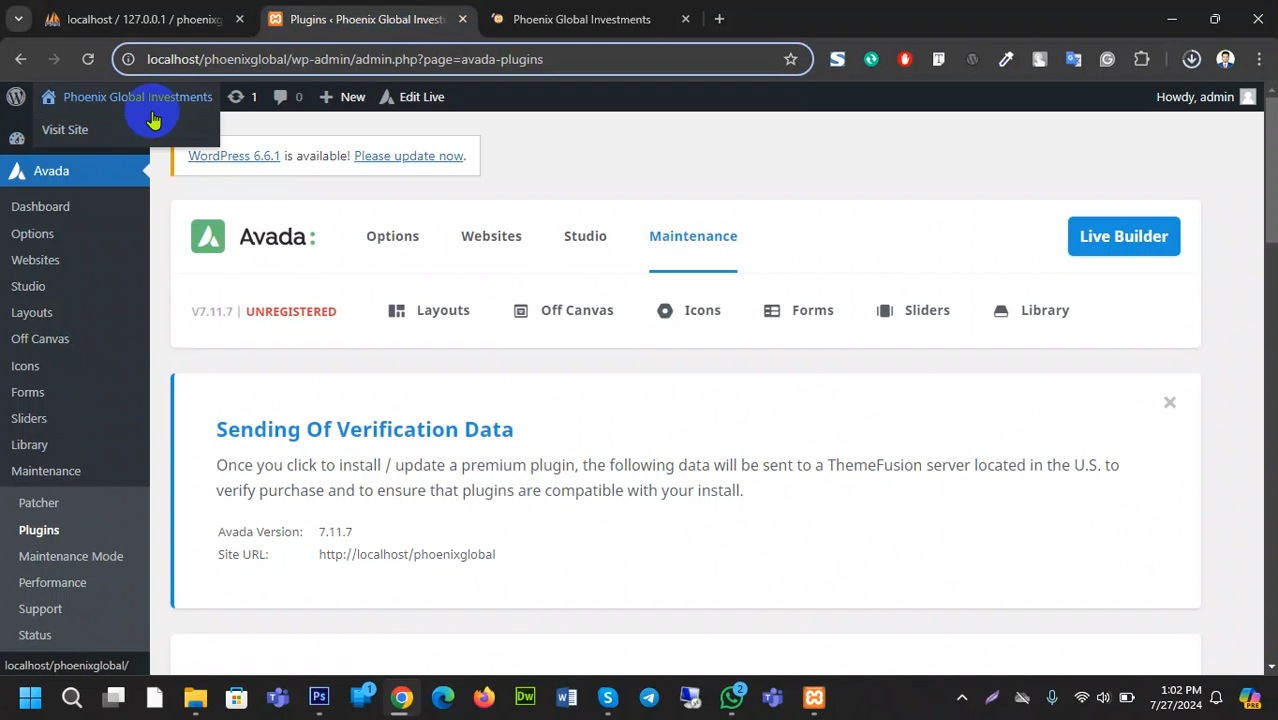 localhost / 127.0.0.1 / phoenixg
Plugins ‹ Phoenix Global Invest
Phoenix Global Investments
localhost/phoenixglobal/wp-admin/admin.php?page=avada-plugins
Phoenix Global Investments
1
0
New
Edit Live
Howdy, admin
Visit Site
WordPress 6.6.1 is available! Please update now.
Avada
Dashboard
Options
Websites
Studio
Layouts
Off Canvas
Icons
Forms
Sliders
Library
Maintenance
Patcher
Plugins
Maintenance Mode
Performance
Support
Status
localhost/phoenixglobal/
Avada:
Options
Websites
Studio
Maintenance
Live Builder
V7.11.7 | UNREGISTERED
Layouts
Off Canvas
Icons
Forms
Sliders
Library
Sending Of Verification Data
Once you click to install / update a premium plugin, the following data will be sent to a ThemeFusion server located in the U.S. to
verify purchase and to ensure that plugins are compatible with your install.
Avada Version: 7.11.7
Site URL: http://localhost/phoenixglobal
Ps
1
Dw
2
1:02 PM
7/27/2024
PRE